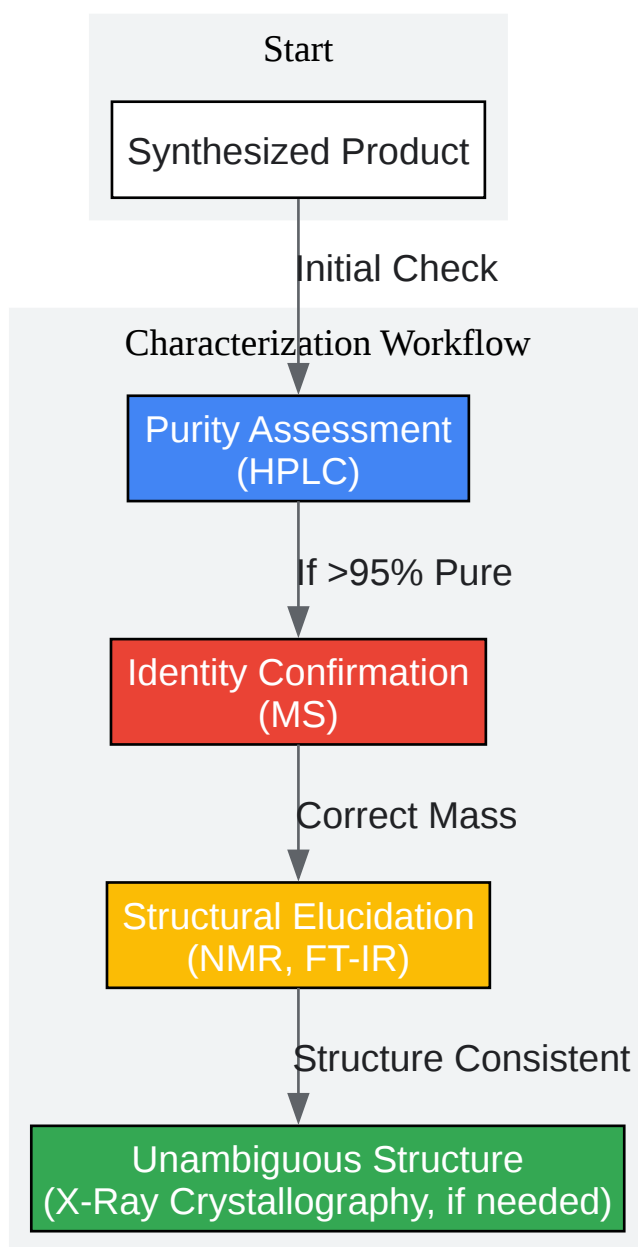 Start
Synthesized Product
Initial Check
Characterization Workflow
Purity Assessment
(HPLC)
If >95% Pure
Identity Confirmation
(MS)
Correct Mass
Structural Elucidation
(NMR, FT-IR)
Structure Consistent
Unambiguous Structure
(X-Ray Crystallography, if needed)